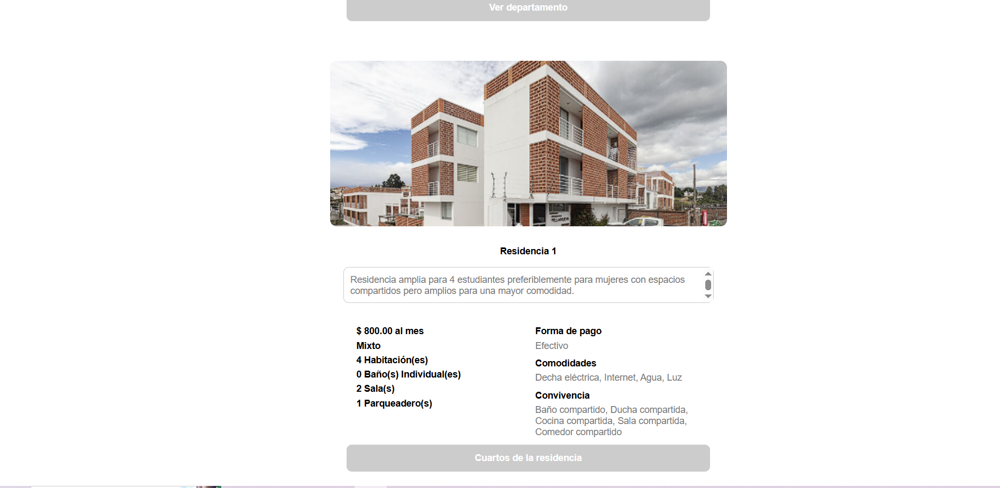 Ver departamento
Residencia 1
Residencia amplia para 4 estudiantes preferiblemente para mujeres con espacios
compartidos pero amplios para una mayor comodidad.
$ 800.00 al mes
Mixto
4 Habitación(es)
0 Baño(s) Individual(es)
2 Sala(s)
1 Parqueadero(s)
Forma de pago
Efectivo
Comodidades
Decha eléctrica, Internet, Agua, Luz
Convivencia
Baño compartido, Ducha compartida,
Cocina compartida, Sala compartida,
Comedor compartido
Cuartos de la residencia